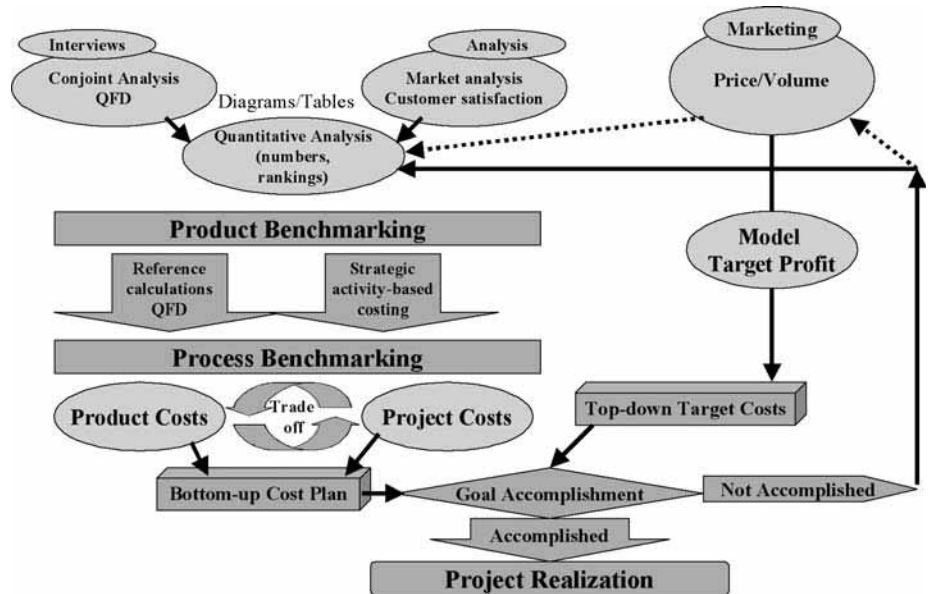 Interviews
Conjoint Analysis
QFD
Analysis
Market analysis
Customer satisfaction
Marketing
Price/Volume
Diagrams/Tables
Quantitative Analysis
(numbers,
rankings)
Product Benchmarking
Model
Target Profit
Reference
calculations
QFD
Strategic
activity-based
costing
Process Benchmarking
Product Costs
Trade
off
Project Costs
Top-down Target Costs
Bottom-up Cost Plan
Goal Accomplishment
Not Accomplished
Accomplished
Project Realization